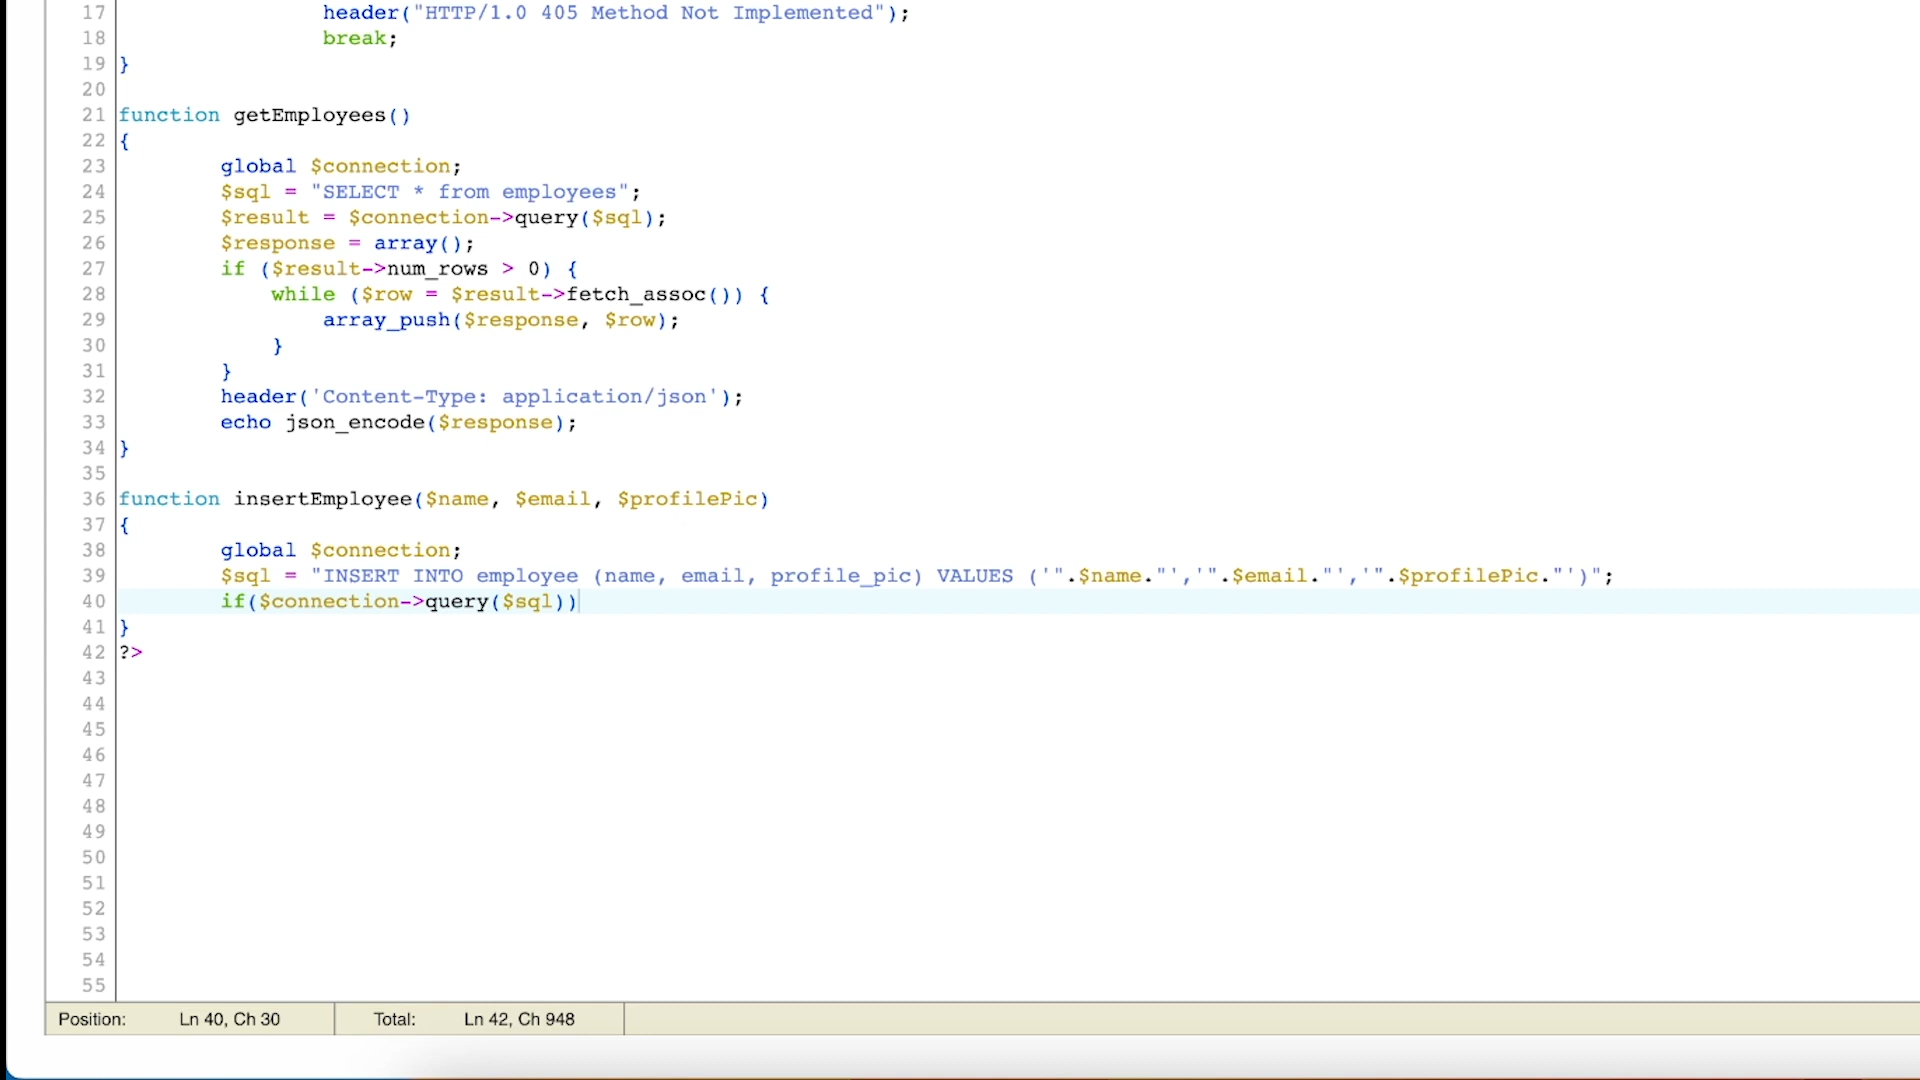 17 header("HTTP/1.0 405 Method Not Implemented");
18 break;
19 }
20
21 function getEmployees()
22 {
23 global $connection;
24 $sql = "SELECT * from employees";
25 $result = $connection->query($sql);
26 $response = array();
27 if ($result->num_rows > 0) {
28 while ($row = $result->fetch_assoc()) {
29 array_push($response, $row);
30 }
31 }
32 header('Content-Type: application/json');
33 echo json_encode($response);
34 }
35
36 function insertEmployee($name, $email, $profilePic)
37 {
38 global $connection;
39 $sql = "INSERT INTO employee (name, email, profile_pic) VALUES ('".$name."','".$email."','".$profilePic."')";
40 if($connection->query($sql))
41 }
42 ?>
43
44
45
46
47
48
49
50
51
52
53
54
55
Position: Ln 40, Ch 30 Total: Ln 42, Ch 948